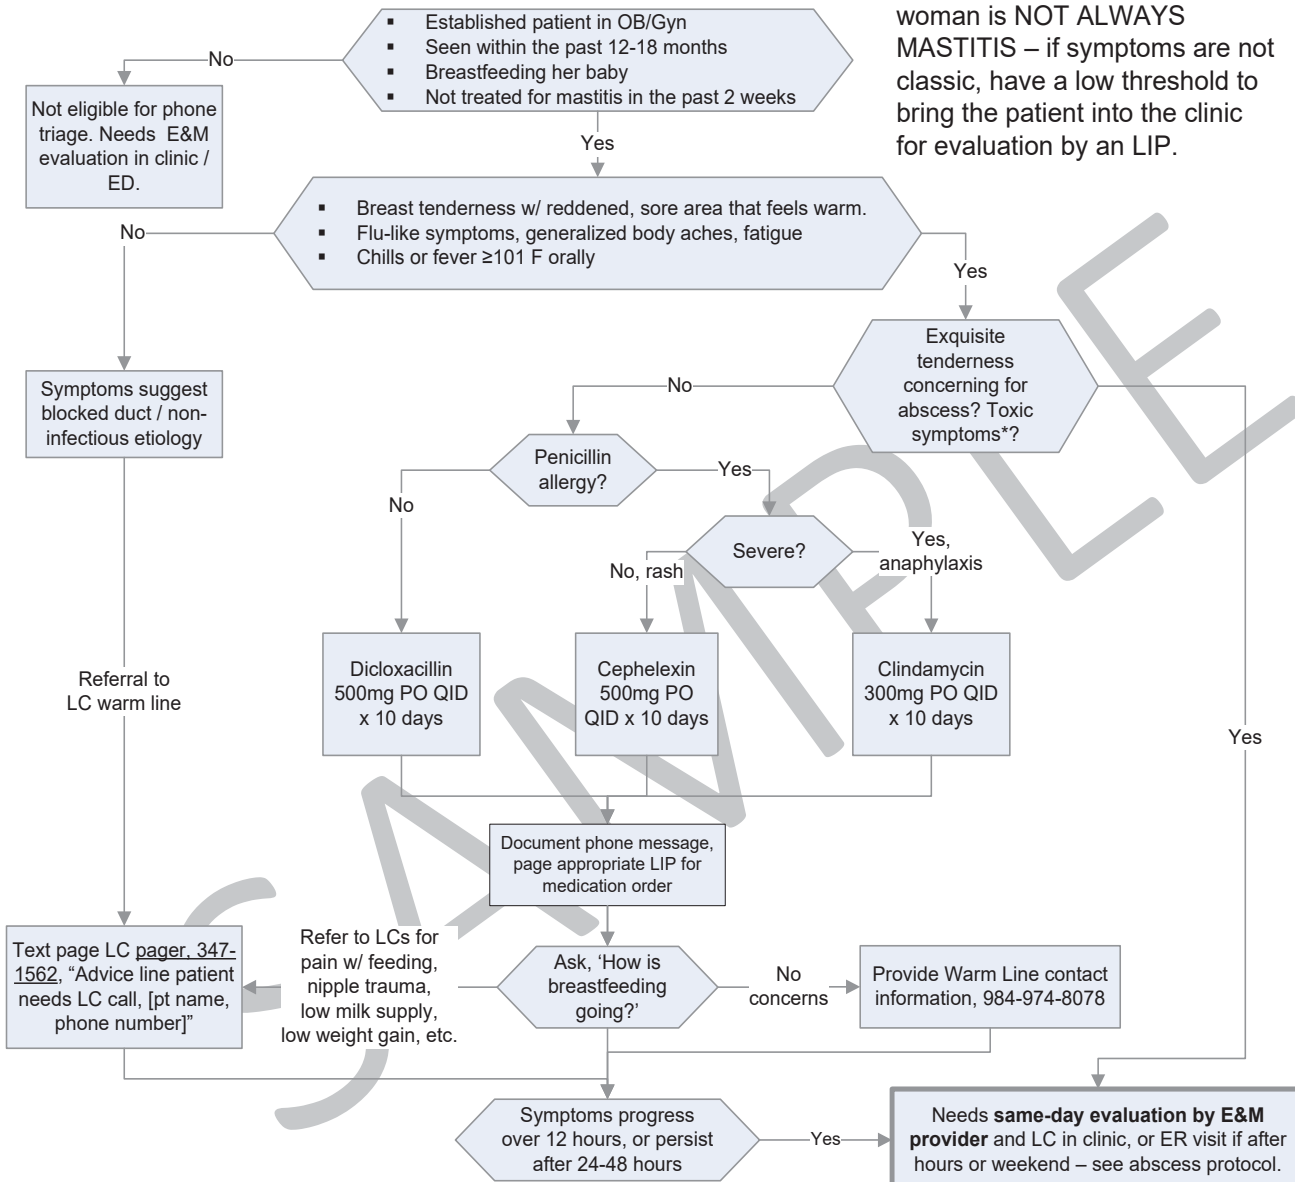 woman is NOT ALWAYS
MASTITIS – if symptoms are not
classic, have a low threshold to
bring the patient into the clinic
for evaluation by an LIP.
▪ Established patient in OB/Gyn
▪ Seen within the past 12-18 months
▪ Breastfeeding her baby
▪ Not treated for mastitis in the past 2 weeks
No
Not eligible for phone
triage. Needs E&M
evaluation in clinic /
ED.
Yes
▪ Breast tenderness w/ reddened, sore area that feels warm.
▪ Flu-like symptoms, generalized body aches, fatigue
▪ Chills or fever ≥101 F orally
No
Yes
Symptoms suggest
blocked duct / non-
infectious etiology
Exquisite
tenderness
concerning for
abscess? Toxic
symptoms*?
No
Penicillin
allergy?
Yes
No
Severe?
No, rash
Yes,
anaphylaxis
Dicloxacillin
500mg PO QID
x 10 days
Cephelexin
500mg PO
QID x 10 days
Clindamycin
300mg PO QID
x 10 days
Referral to
LC warm line
Yes
Document phone message,
page appropriate LIP for
medication order
Text page LC pager, 347-
1562, “Advice line patient
needs LC call, [pt name,
phone number]”
Refer to LCs for
pain w/ feeding,
nipple trauma,
low milk supply,
low weight gain, etc.
Ask, ‘How is
breastfeeding
going?’
No
concerns
Provide Warm Line contact
information, 984-974-8078
Symptoms progress
over 12 hours, or persist
after 24-48 hours
Yes
Needs same-day evaluation by E&M
provider and LC in clinic, or ER visit if after
hours or weekend – see abscess protocol.
SAMPLE